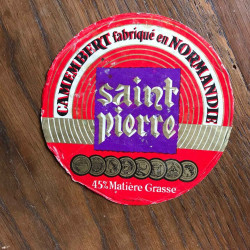 CAMEMBERT fabriqué en NORMANDIE
saint
pierre
45% Matière Grasse